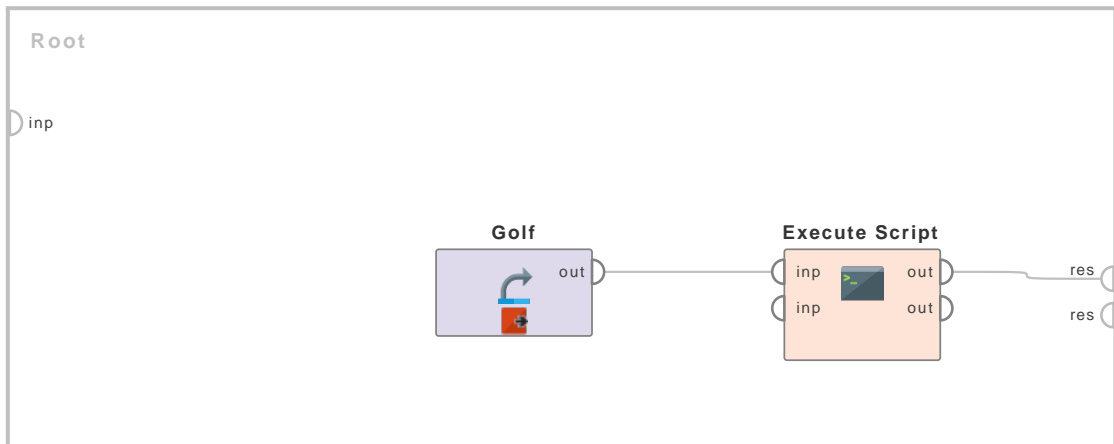 Root
inp
Golf
Execute Script
out
inp
out
res
inp
out
res